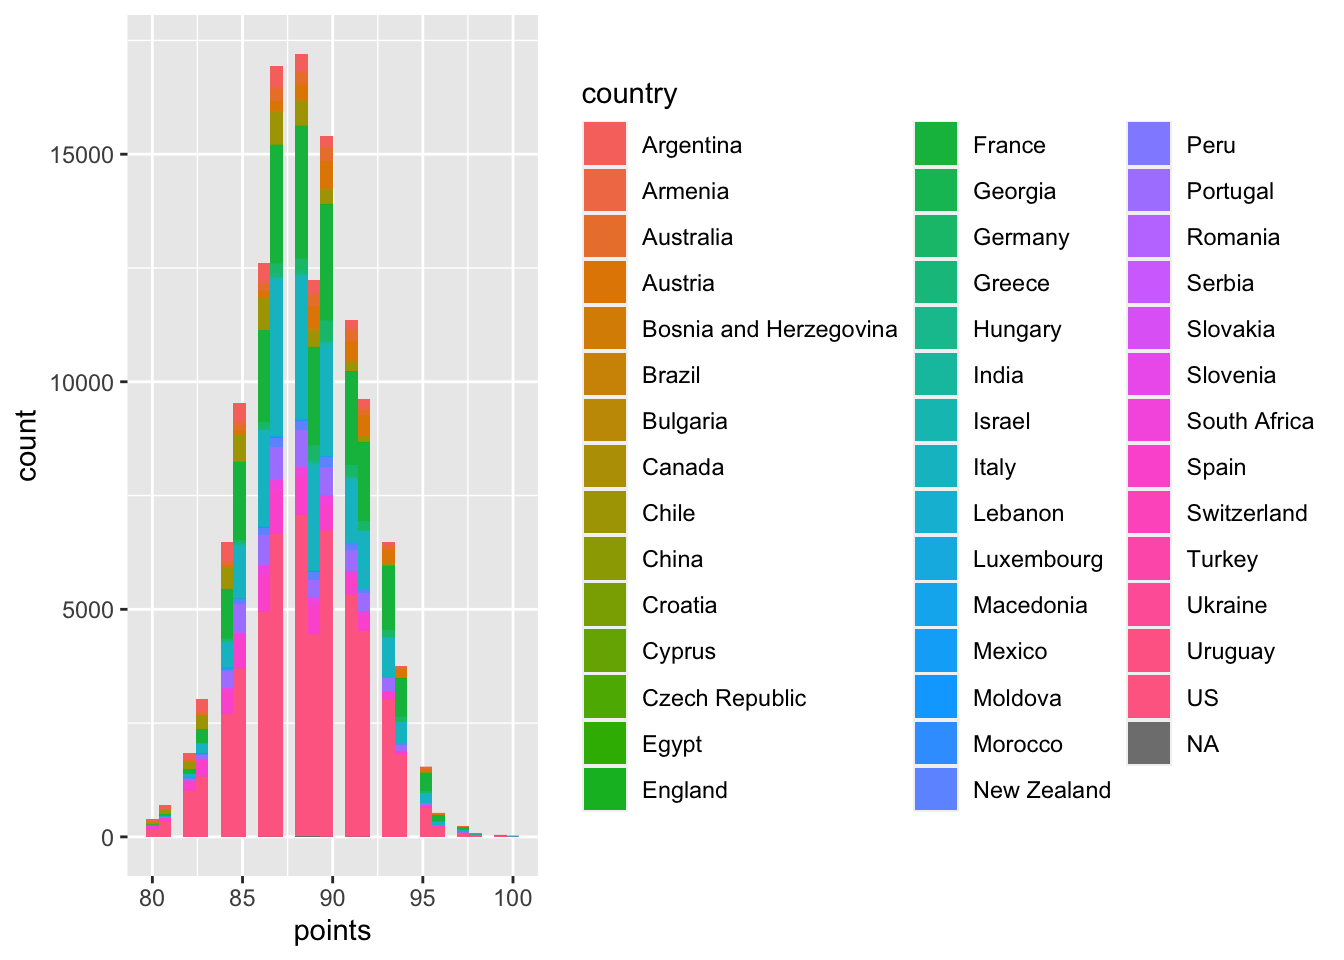 country
Argentina
Armenia
Australia
Austria
Bosnia and Herzegovina
Brazil
Bulgaria
Canada
Chile
China
Croatia
Cyprus
Czech Republic
Egypt
England
France
Georgia
Germany
Greece
Hungary
India
Israel
Italy
Lebanon
Luxembourg
Macedonia
Mexico
Moldova
Morocco
New Zealand
Peru
Portugal
Romania
Serbia
Slovakia
Slovenia
South Africa
Spain
Switzerland
Turkey
Ukraine
Uruguay
US
NA
count
15000
10000
5000
0
80 85 90 95 100
points